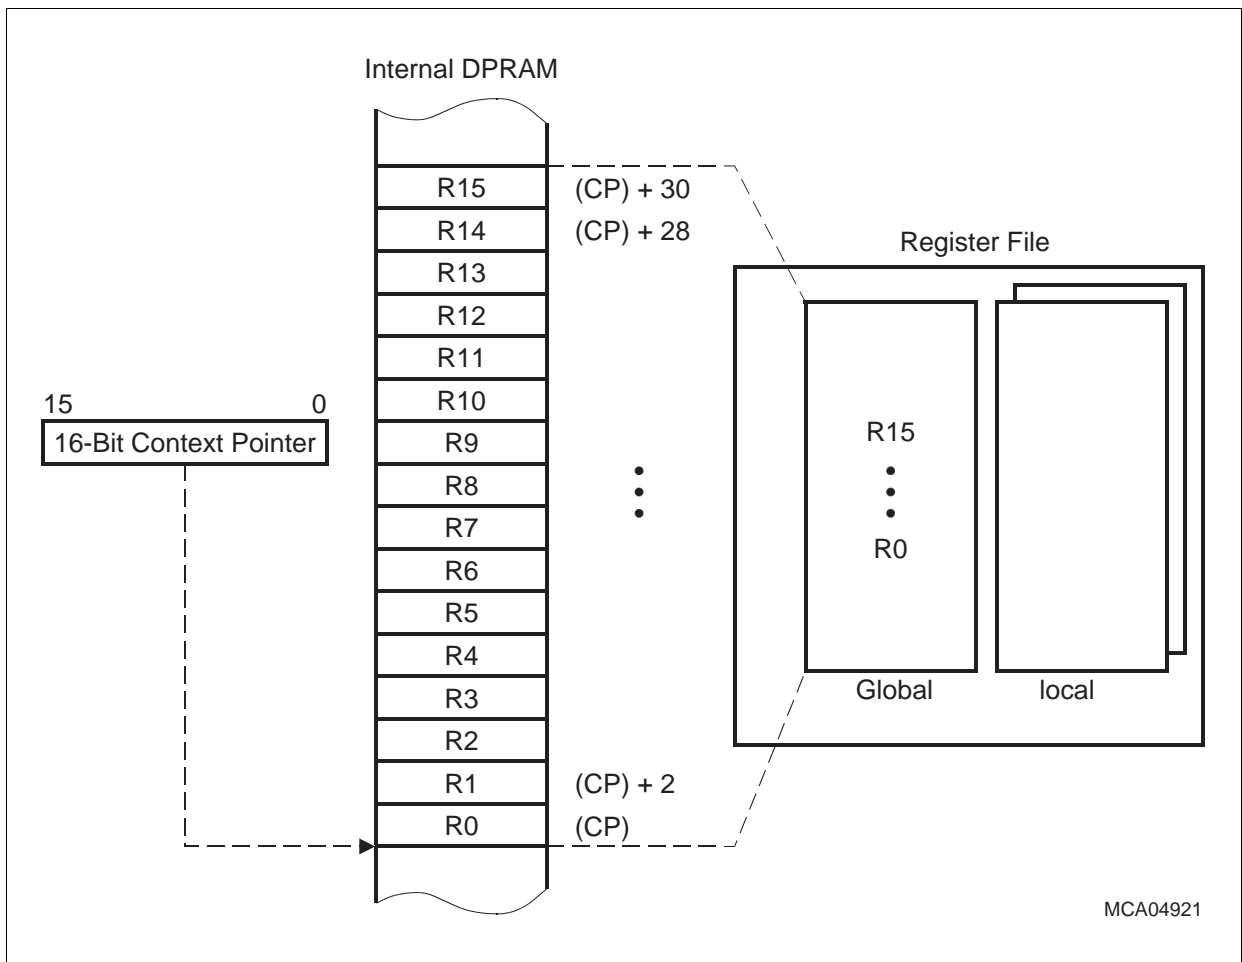 Internal DPRAM
R15 (CP) + 30
R14 (CP) + 28
R13
R12
R11
R10
R9
R8
R7
R6
R5
R4
R3
R2
R1 (CP) + 2
R0 (CP)
15 0
16-Bit Context Pointer
Register File
R15
R0
Global local
MCA04921